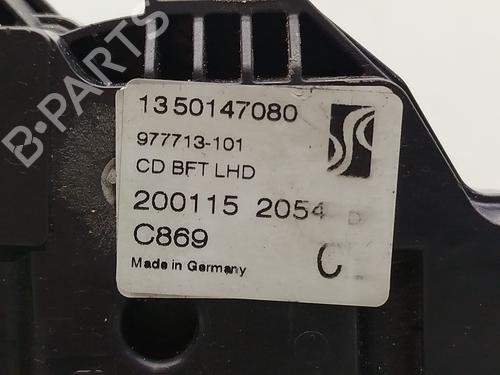 B-PARTS
1350147080
977713-101
CD BFT LHD
200115 2054 D
C869
Made in Germany